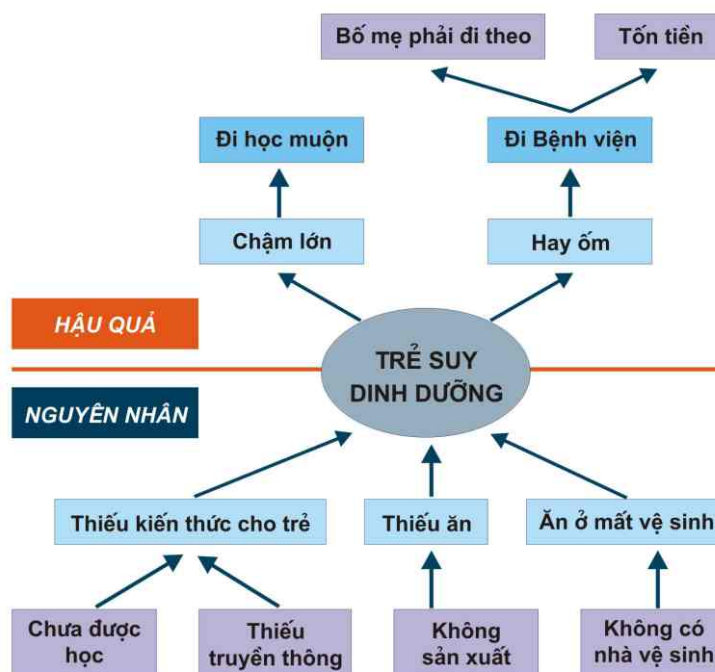 Bố mẹ phải đi theo
Tốn tiền
Đi học muộn
Đi Bệnh viện
Chậm lớn
Hay ốm
HẬU QUẢ
TRẺ SUY
DINH DƯỠNG
NGUYÊN NHÂN
Thiếu kiến thức cho trẻ
Thiếu ăn
Ăn ở mất vệ sinh
Chưa được
học
Thiếu
truyền thông
Không
sản xuất
Không có
nhà vệ sinh